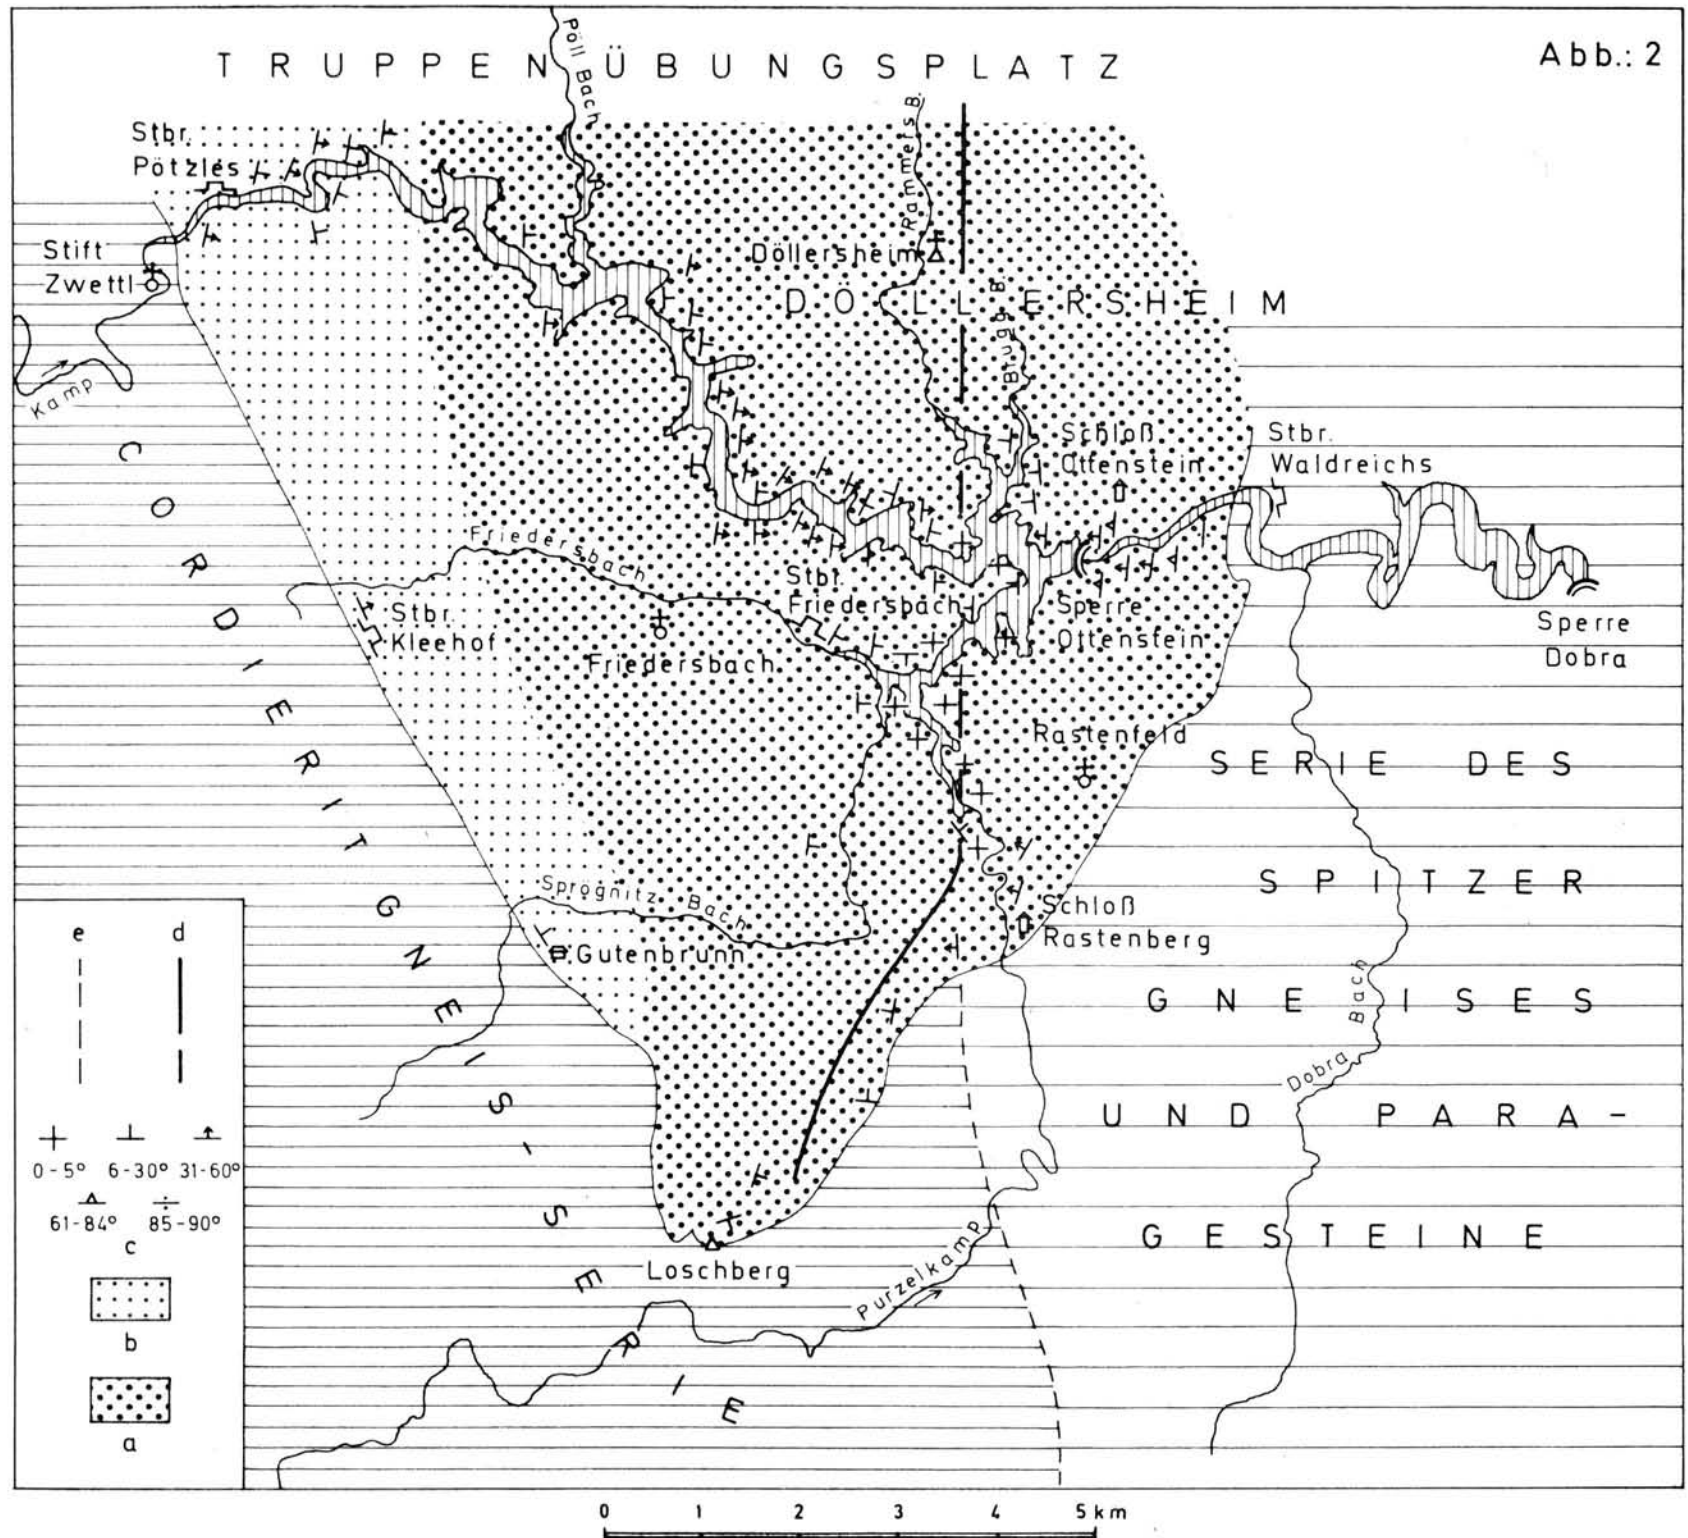 Abb.: 2
TRUPPENÜBUNGSPLATZ
Pöll Bach
Rammels B.
Stbr.
Pötzles
Stift
Zwettl
Döllersheim
DÖLLERSHEIM
Kamp
Schloß
Ottenstein
Stbr.
Waldreichs
Friedersbach
Stbr.
Friedersbach
Sperre
Ottenstein
Sperre
Dobra
Stbr.
Kleehof
Friedersbach
Rastenfeld
CORDIERITGNEIS-SERIE
SERIE DES
SPITZER
GNEISES
UND PARA-
GESTEINE
Sprögnitz Bach
Gutenbrunn
Schloß
Rastenberg
Dobra Bach
Loschberg
Purzelkamp
e d
0-5° 6-30° 31-60°
61-84° 85-90°
c
b
a
0 1 2 3 4 5 km